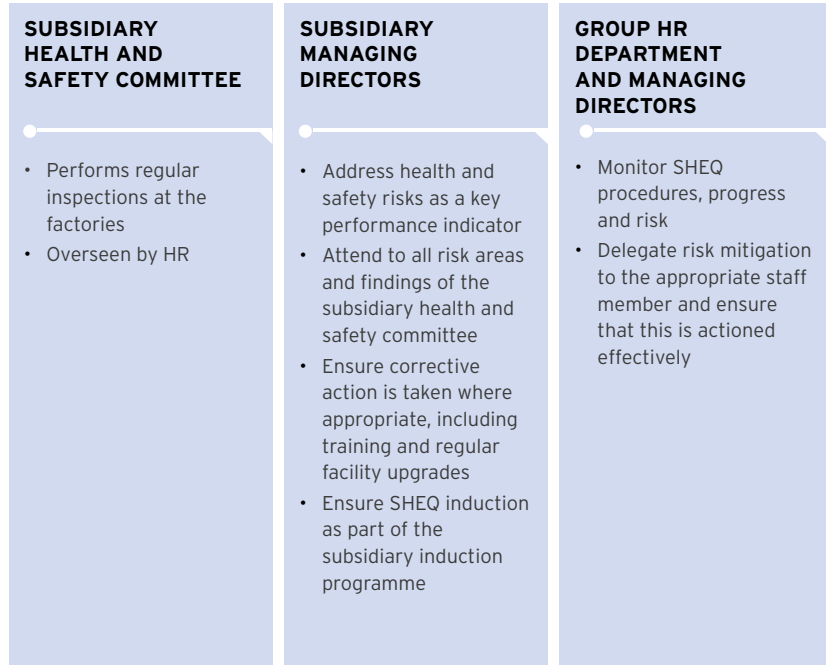 SUBSIDIARY
HEALTH AND
SAFETY COMMITTEE
• Performs regular
inspections at the
factories
• Overseen by HR
SUBSIDIARY
MANAGING
DIRECTORS
• Address health and
safety risks as a key
performance indicator
• Attend to all risk areas
and findings of the
subsidiary health and
safety committee
• Ensure corrective
action is taken where
appropriate, including
training and regular
facility upgrades
• Ensure SHEQ induction
as part of the
subsidiary induction
programme
GROUP HR
DEPARTMENT
AND MANAGING
DIRECTORS
• Monitor SHEQ
procedures, progress
and risk
• Delegate risk mitigation
to the appropriate staff
member and ensure
that this is actioned
effectively